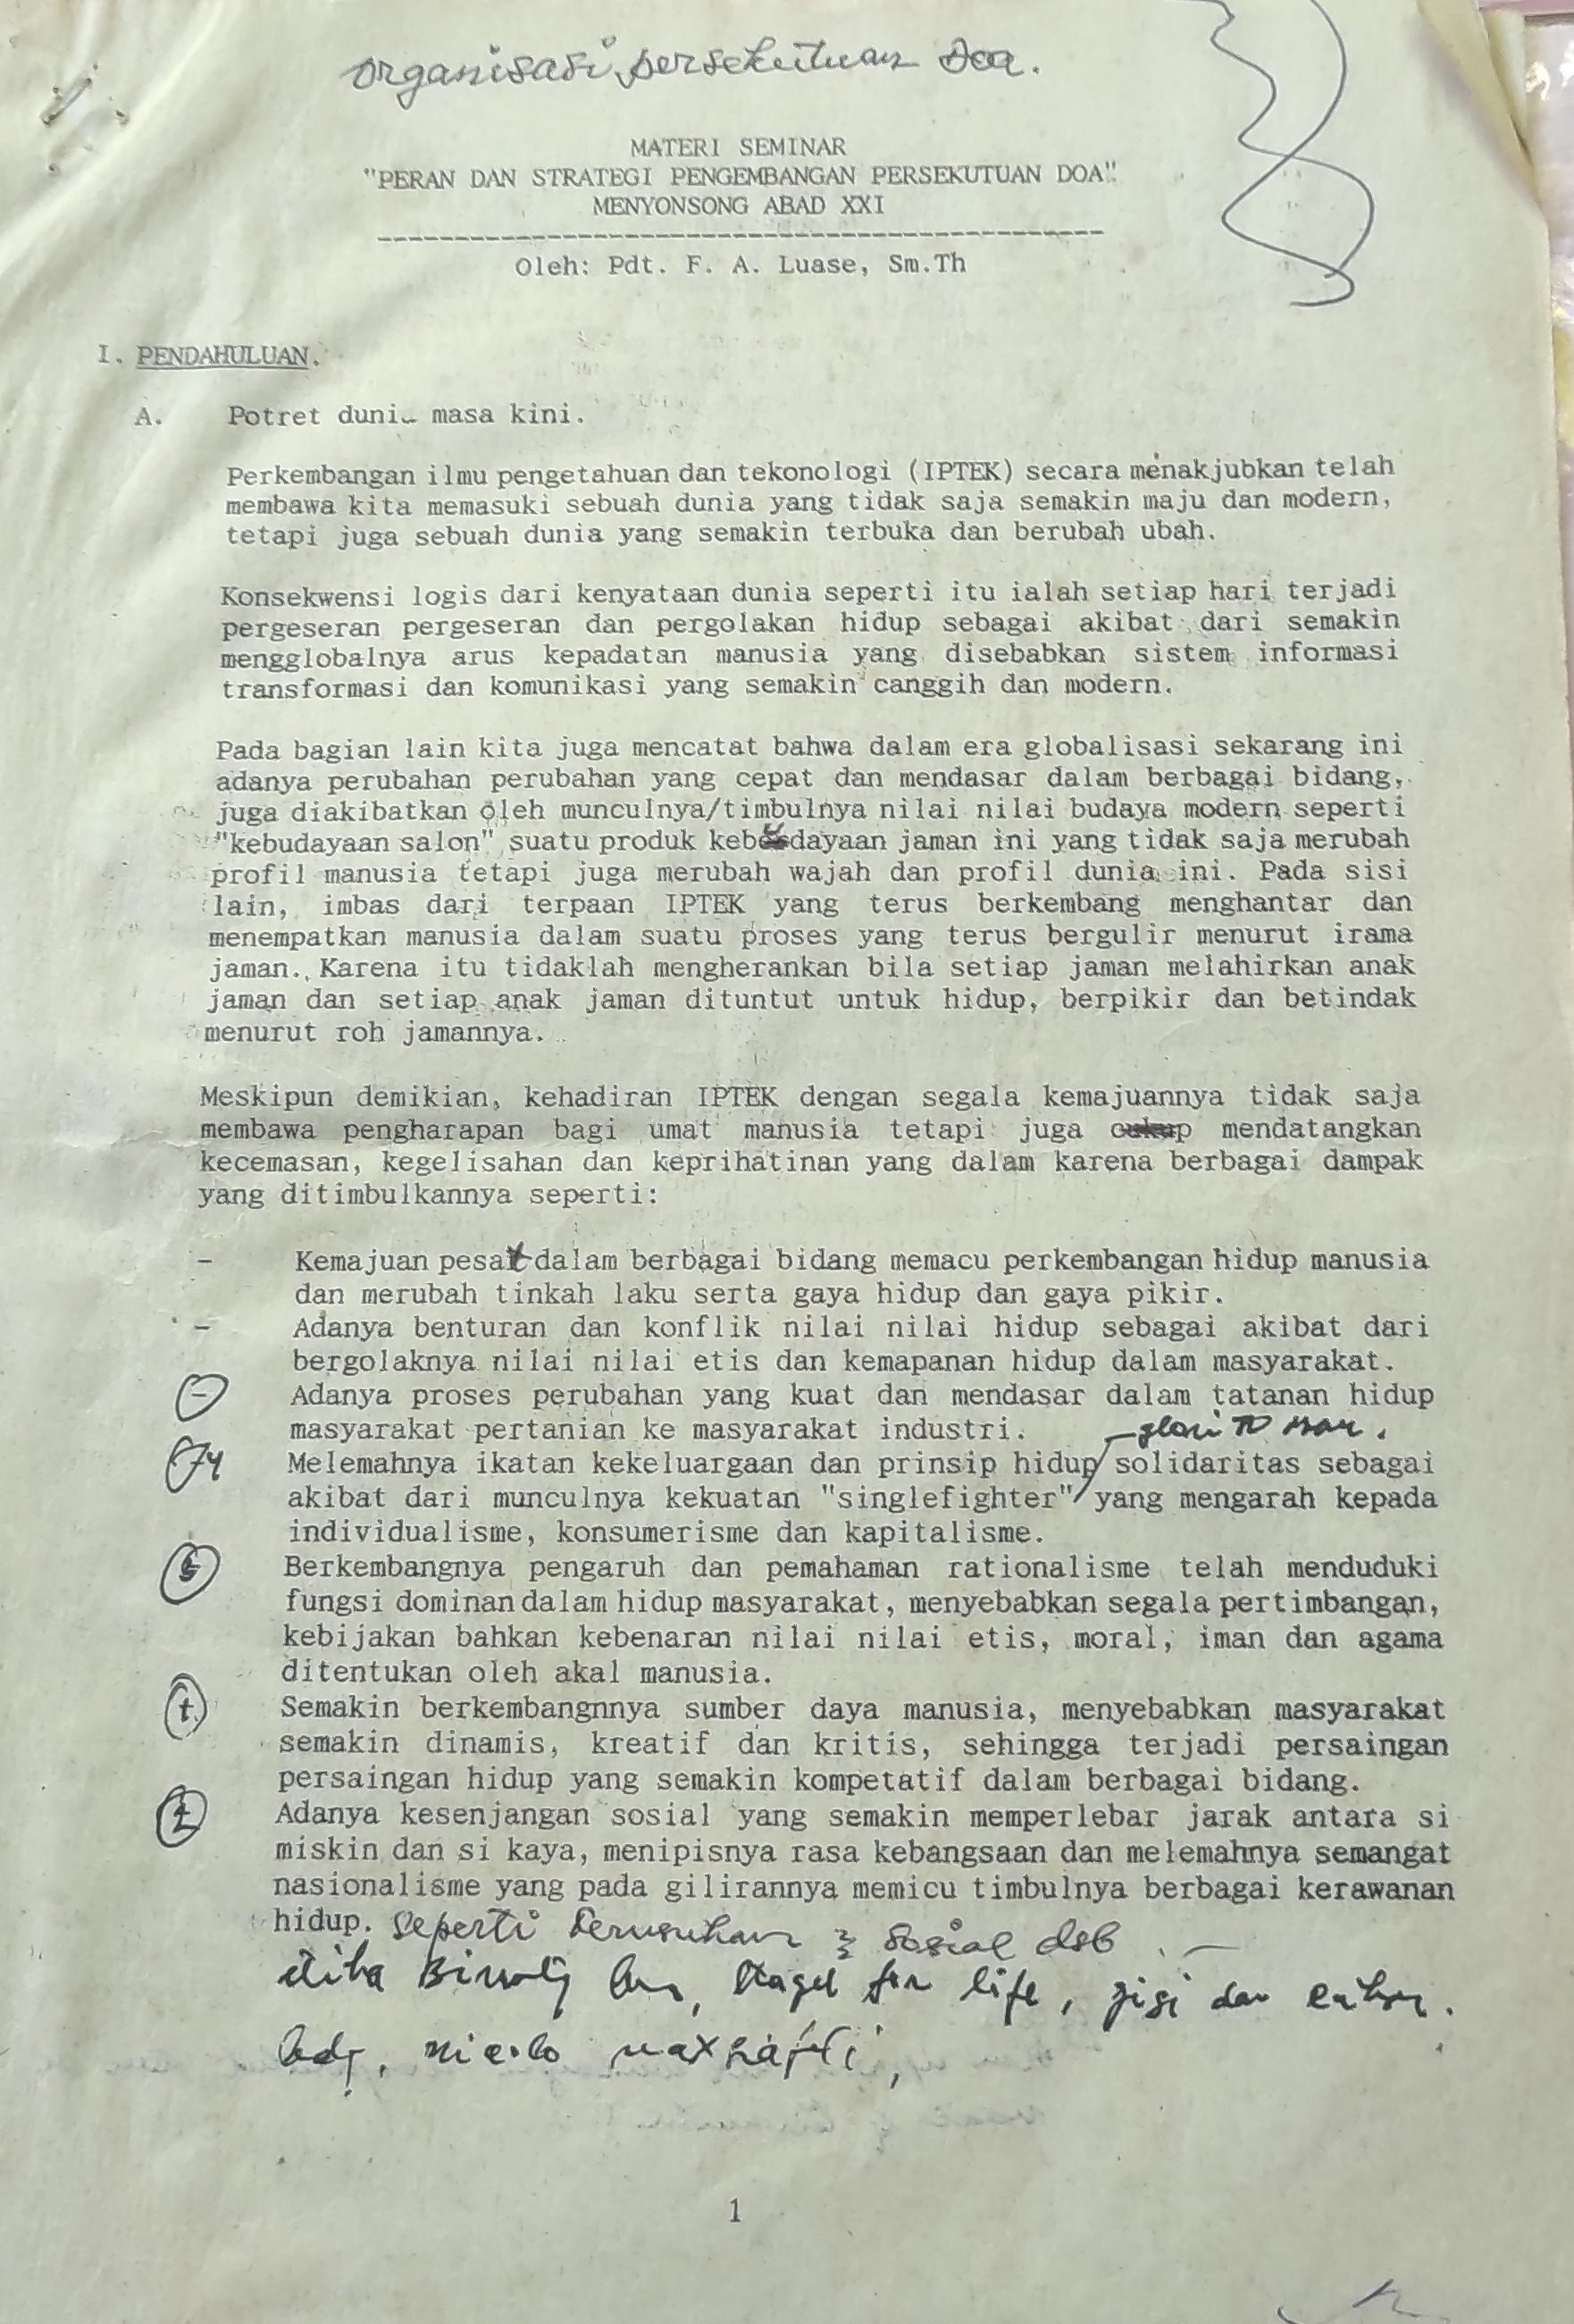 organisasi persekutuan Doa.
MATERI SEMINAR
"PERAN DAN STRATEGI PENGEMBANGAN PERSEKUTUAN DOA"
MENYONSONG ABAD XXI
Oleh: Pdt. F. A. Luase, Sm.Th
I. PENDAHULUAN.
A. Potret dunia masa kini.
Perkembangan ilmu pengetahuan dan tekonologi (IPTEK) secara menakjubkan telah
membawa kita memasuki sebuah dunia yang tidak saja semakin maju dan modern,
tetapi juga sebuah dunia yang semakin terbuka dan berubah ubah.
Konsekwensi logis dari kenyataan dunia seperti itu ialah setiap hari terjadi
pergeseran pergeseran dan pergolakan hidup sebagai akibat dari semakin
mengglobalnya arus kepadatan manusia yang disebabkan sistem informasi
transformasi dan komunikasi yang semakin canggih dan modern.
Pada bagian lain kita juga mencatat bahwa dalam era globalisasi sekarang ini
adanya perubahan perubahan yang cepat dan mendasar dalam berbagai bidang,
juga diakibatkan oleh munculnya/timbulnya nilai nilai budaya modern seperti
"kebudayaan salon" suatu produk kebudayaan jaman ini yang tidak saja merubah
profil manusia tetapi juga merubah wajah dan profil dunia ini. Pada sisi
lain, imbas dari terpaan IPTEK yang terus berkembang menghantar dan
menempatkan manusia dalam suatu proses yang terus bergulir menurut irama
jaman. Karena itu tidaklah mengherankan bila setiap jaman melahirkan anak
jaman dan setiap anak jaman dituntut untuk hidup, berpikir dan betindak
menurut roh jamannya.
Meskipun demikian, kehadiran IPTEK dengan segala kemajuannya tidak saja
membawa pengharapan bagi umat manusia tetapi juga cukup mendatangkan
kecemasan, kegelisahan dan keprihatinan yang dalam karena berbagai dampak
yang ditimbulkannya seperti:
- Kemajuan pesat dalam berbagai bidang memacu perkembangan hidup manusia
dan merubah tinkah laku serta gaya hidup dan gaya pikir.
- Adanya benturan dan konflik nilai nilai hidup sebagai akibat dari
bergolaknya nilai nilai etis dan kemapanan hidup dalam masyarakat.
- Adanya proses perubahan yang kuat dan mendasar dalam tatanan hidup
masyarakat pertanian ke masyarakat industri.
Melemahnya ikatan kekeluargaan dan prinsip hidup solidaritas sebagai
akibat dari munculnya kekuatan "singlefighter" yang mengarah kepada
individualisme, konsumerisme dan kapitalisme.
Berkembangnya pengaruh dan pemahaman rationalisme telah menduduki
fungsi dominan dalam hidup masyarakat, menyebabkan segala pertimbangan,
kebijakan bahkan kebenaran nilai nilai etis, moral, iman dan agama
ditentukan oleh akal manusia.
Semakin berkembangnnya sumber daya manusia, menyebabkan masyarakat
semakin dinamis, kreatif dan kritis, sehingga terjadi persaingan
persaingan hidup yang semakin kompetatif dalam berbagai bidang.
Adanya kesenjangan sosial yang semakin memperlebar jarak antara si
miskin dan si kaya, menipisnya rasa kebangsaan dan melemahnya semangat
nasionalisme yang pada gilirannya memicu timbulnya berbagai kerawanan
hidup. seperti kerusuhan sosial dsb
for life, gigi dan
1